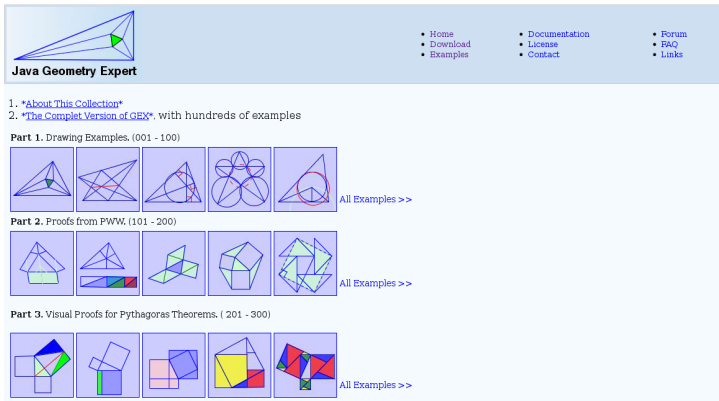 Java Geometry Expert
Home
Download
Examples
Documentation
License
Contact
Forum
FAQ
Links
1. *About This Collection*
2. *The Complet Version of GEX*, with hundreds of examples
Part 1. Drawing Examples. (001 - 100)
All Examples >>
Part 2. Proofs from PWW. (101 - 200)
All Examples >>
Part 3. Visual Proofs for Pythagoras Theorems. ( 201 - 300)
All Examples >>